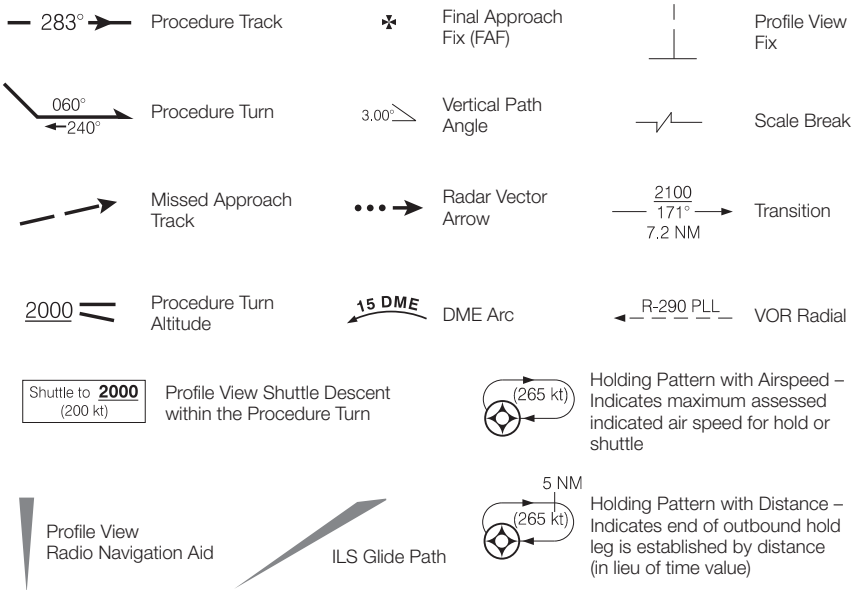 283°
Procedure Track
Final Approach
Fix (FAF)
Profile View
Fix
060°
240°
Procedure Turn
3.00°
Vertical Path
Angle
Scale Break
Missed Approach
Track
Radar Vector
Arrow
2100
171°
7.2 NM
Transition
2000
Procedure Turn
Altitude
15 DME
DME Arc
R-290 PLL
VOR Radial
Shuttle to 2000
(200 kt)
Profile View Shuttle Descent
within the Procedure Turn
(265 kt)
Holding Pattern with Airspeed –
Indicates maximum assessed
indicated air speed for hold or
shuttle
Profile View
Radio Navigation Aid
ILS Glide Path
5 NM
(265 kt)
Holding Pattern with Distance –
Indicates end of outbound hold
leg is established by distance
(in lieu of time value)